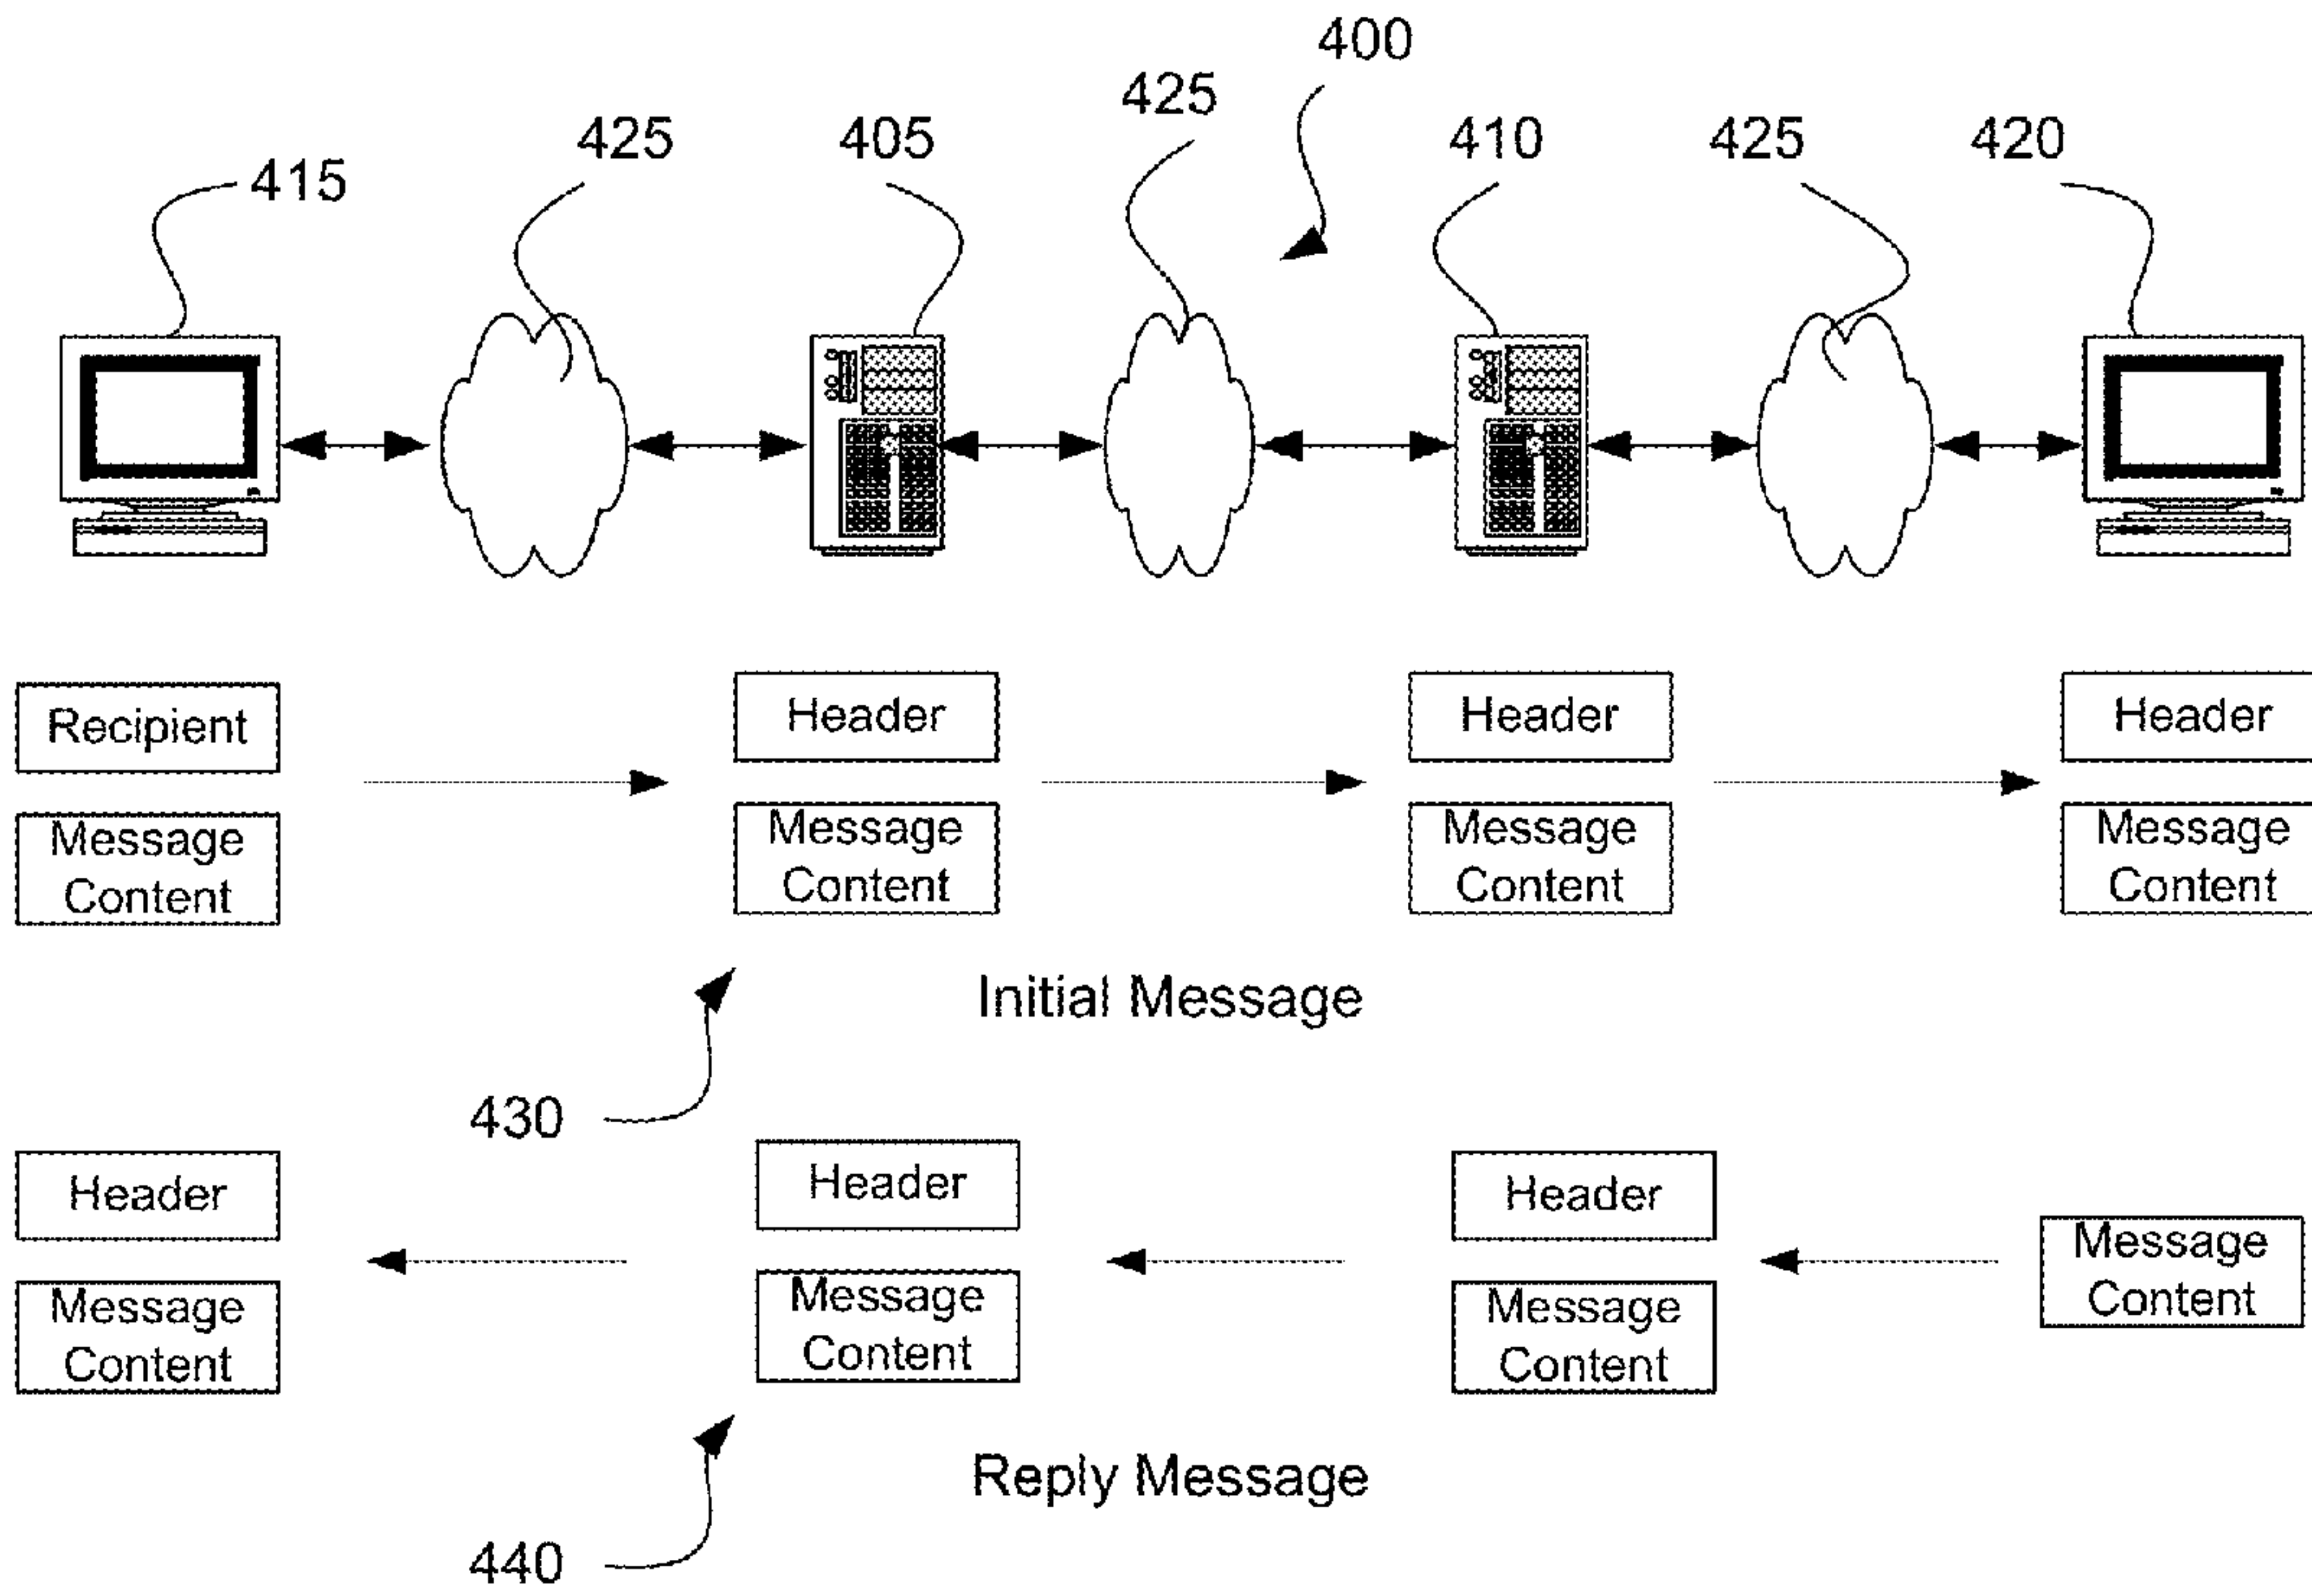 400
425
425 405 410 425 420
415
Recipient Header Header Header
Message Content Message Content Message Content Message Content
Initial Message
430
Header Header Header
Message Content Message Content Message Content Message Content
Reply Message
440